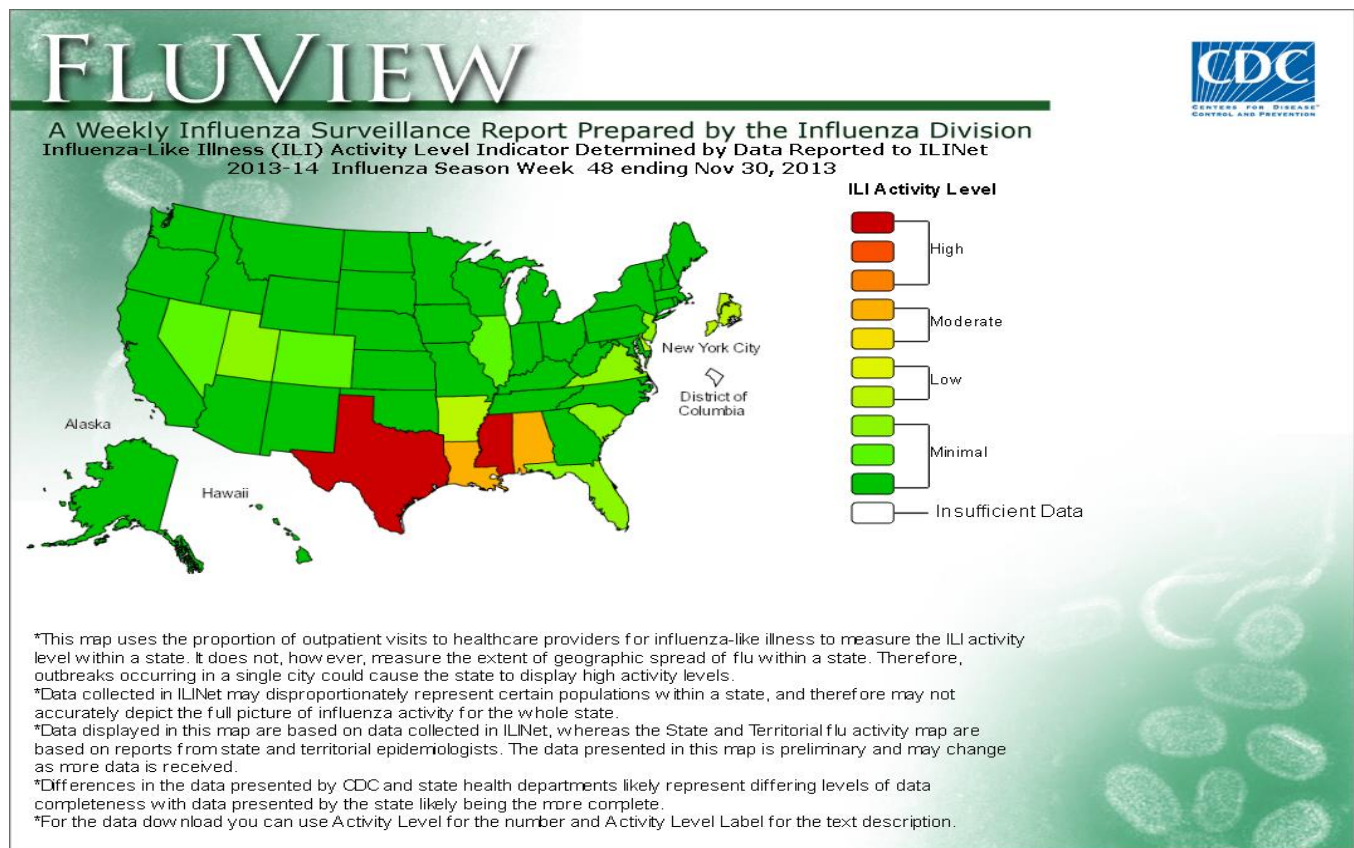 FLUVIEW
CDC
CENTERS FOR DISEASE
CONTROL AND PREVENTION
A Weekly Influenza Surveillance Report Prepared by the Influenza Division
Influenza-Like Illness (ILI) Activity Level Indicator Determined by Data Reported to ILINet
2013-14 Influenza Season Week 48 ending Nov 30, 2013
ILI Activity Level
High
Moderate
Low
Minimal
Insufficient Data
New York City
District of
Columbia
Alaska
Hawaii
*This map uses the proportion of outpatient visits to healthcare providers for influenza-like illness to measure the ILI activity
level within a state. It does not, however, measure the extent of geographic spread of flu within a state. Therefore,
outbreaks occurring in a single city could cause the state to display high activity levels.
*Data collected in ILINet may disproportionately represent certain populations within a state, and therefore may not
accurately depict the full picture of influenza activity for the whole state.
*Data displayed in this map are based on data collected in ILINet, whereas the State and Territorial flu activity map are
based on reports from state and territorial epidemiologists. The data presented in this map is preliminary and may change
as more data is received.
*Differences in the data presented by CDC and state health departments likely represent differing levels of data
completeness with data presented by the state likely being the more complete.
*For the data download you can use Activity Level for the number and Activity Level Label for the text description.